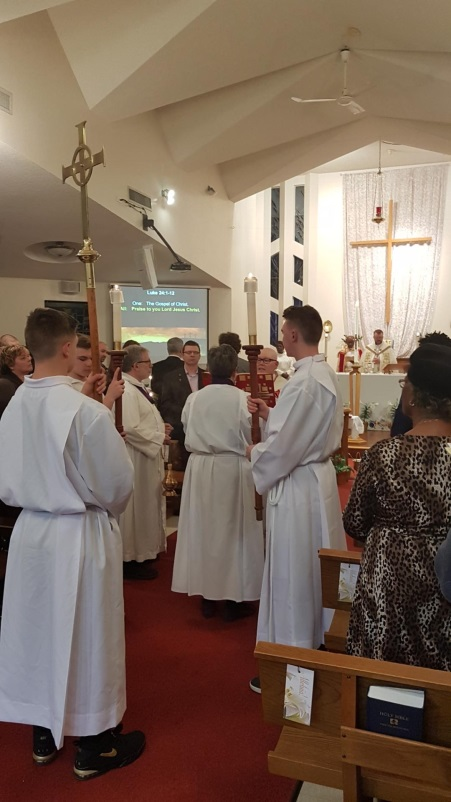 Luke 24:1-12
One: The Gospel of Christ.
Praise to you Lord Jesus Christ.
HOLY BIBLE